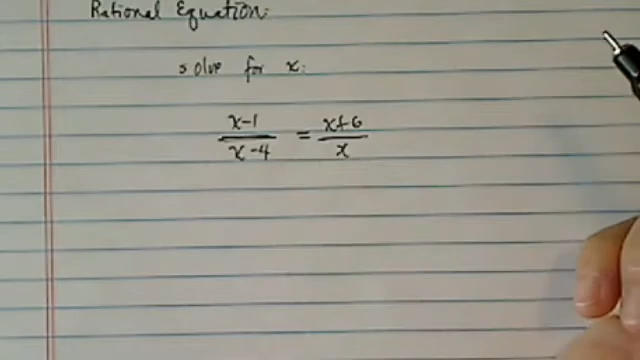 Rational Equation:
solve for x:
x-1 / x-4 = x+6 / x